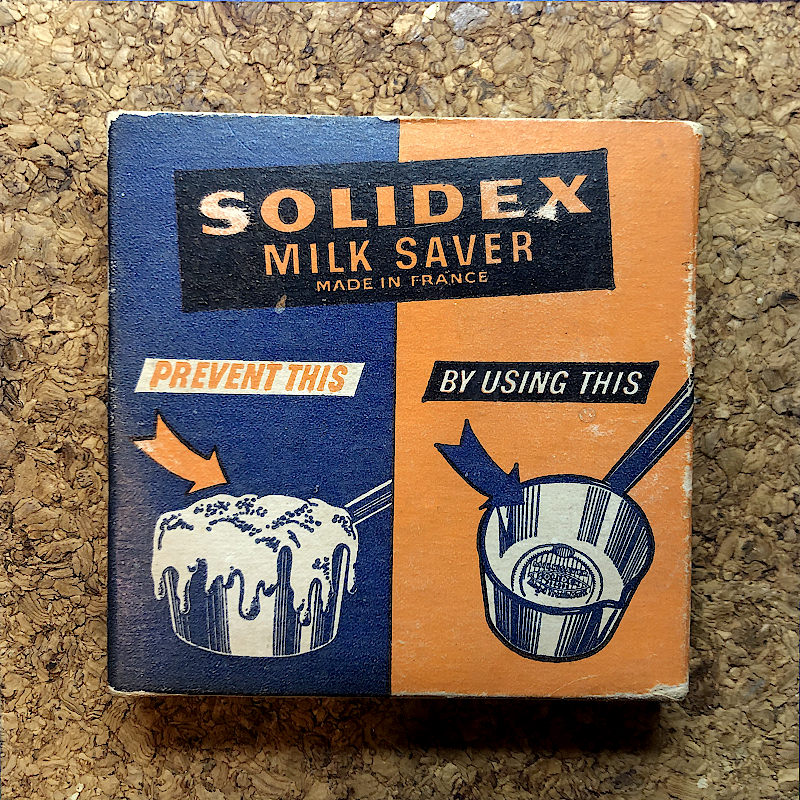 SOLIDEX
MILK SAVER
MADE IN FRANCE
PREVENT THIS
BY USING THIS